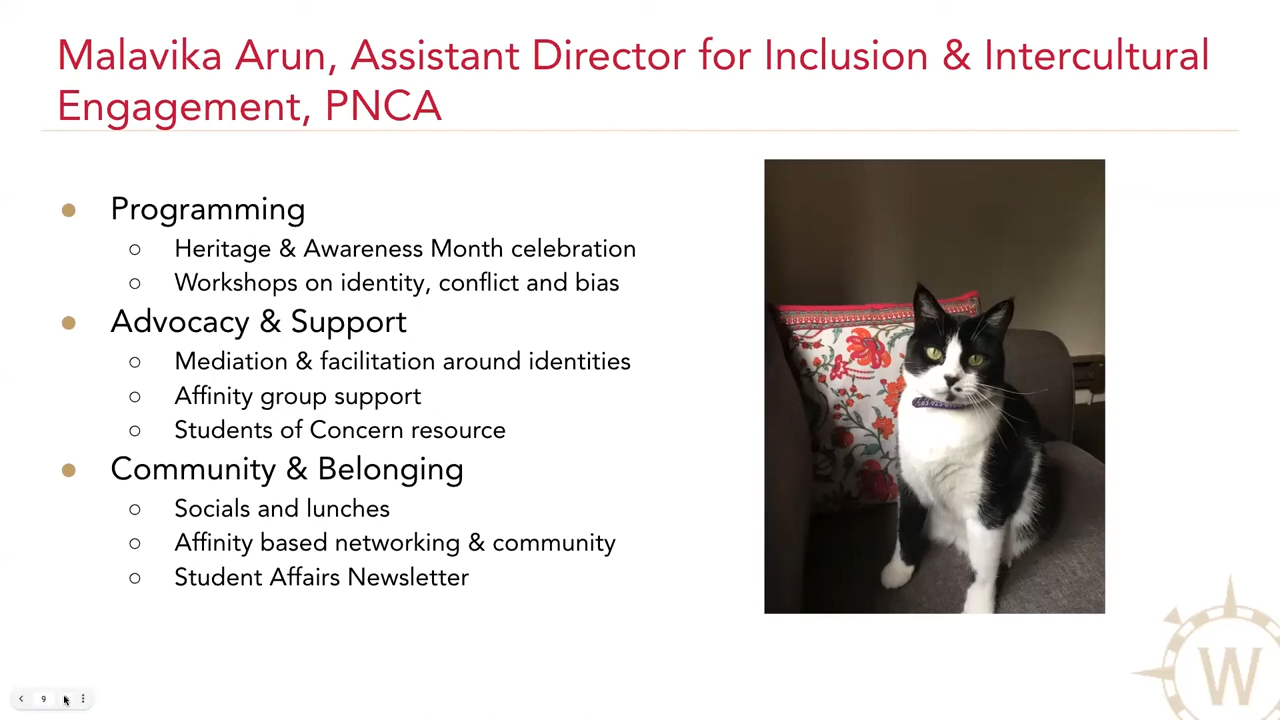 Malavika Arun, Assistant Director for Inclusion & Intercultural
Engagement, PNCA
● Programming
○ Heritage & Awareness Month celebration
○ Workshops on identity, conflict and bias
● Advocacy & Support
○ Mediation & facilitation around identities
○ Affinity group support
○ Students of Concern resource
● Community & Belonging
○ Socials and lunches
○ Affinity based networking & community
○ Student Affairs Newsletter
W
9